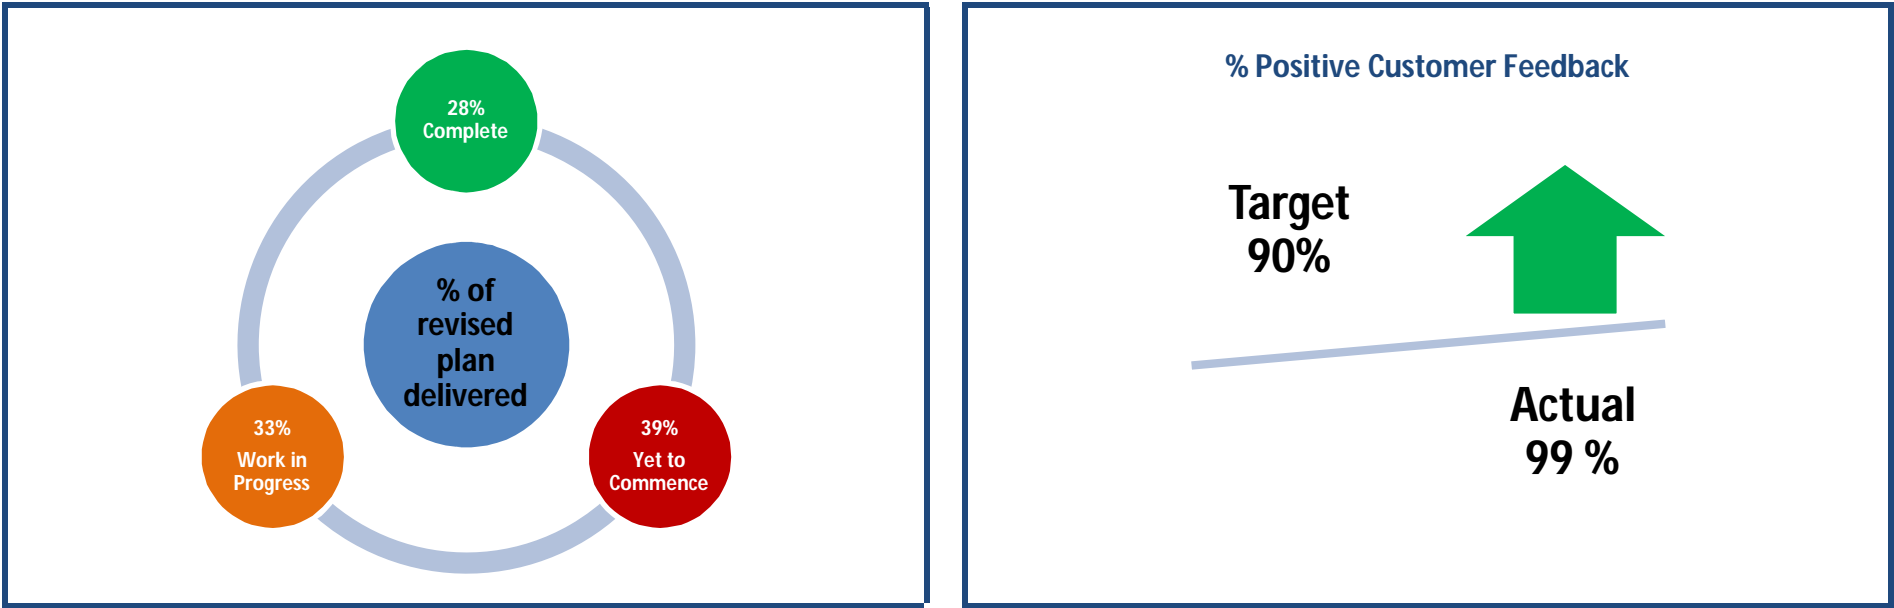 28%
Complete
% of
revised
plan
delivered
33%
Work in
Progress
39%
Yet to
Commence
% Positive Customer Feedback
Target
90%
Actual
99 %